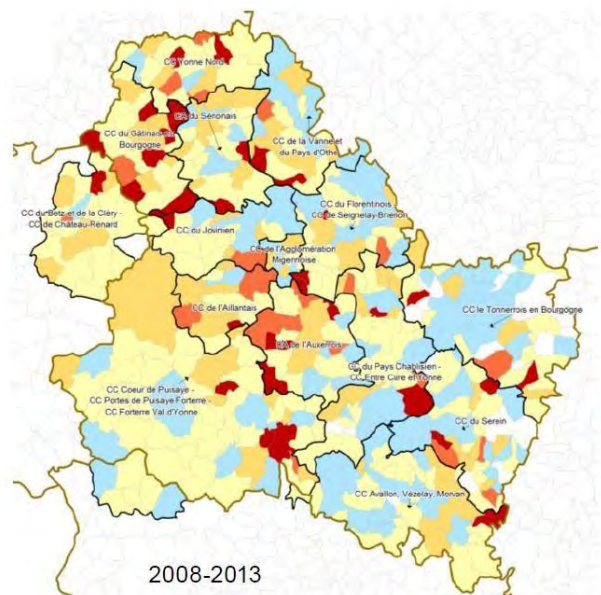 CC Yonne Nord
CA du Sénonais
CC du Gâtinais en
Bourgogne
CC de la Vanne et
du Pays d'Othe
CC du Betz et de la Cléry -
CC de Château-Renard
CC du Jovinien
CC du Florentinois
CC de Seignelay-Brienon
CC de l'Agglomération
Migennoise
CC de l'Aillantais
CC le Tonnerrois en Bourgogne
CA de l'Auxerrois
CC du Pays Chablisien -
CC Entre Cure et Yonne
CC Coeur de Puisaye -
CC Portes de Puisaye Forterre -
CC Forterre Val d'Yonne
CC du Serein
CC Avallon, Vézelay, Morvan
2008-2013